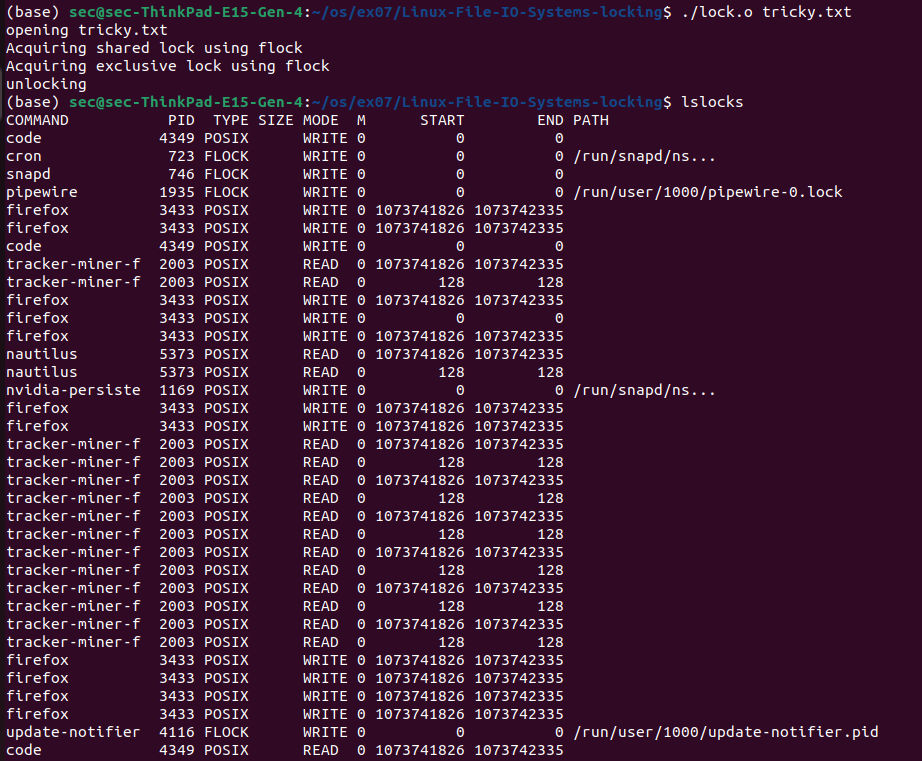 (base) sec@sec-ThinkPad-E15-Gen-4:~/os/ex07/Linux-File-IO-Systems-locking$ ./lock.o tricky.txt
opening tricky.txt
Acquiring shared lock using flock
Acquiring exclusive lock using flock
unlocking
(base) sec@sec-ThinkPad-E15-Gen-4:~/os/ex07/Linux-File-IO-Systems-locking$ lslocks
COMMAND           PID  TYPE SIZE MODE  M      START        END PATH
code             4349 POSIX      WRITE 0          0          0
cron              723 FLOCK      WRITE 0          0          0 /run/snapd/ns...
snapd             746 FLOCK      WRITE 0          0          0
pipewire         1935 FLOCK      WRITE 0          0          0 /run/user/1000/pipewire-0.lock
firefox          3433 POSIX      WRITE 0 1073741826 1073742335
firefox          3433 POSIX      WRITE 0 1073741826 1073742335
code             4349 POSIX      WRITE 0          0          0
tracker-miner-f  2003 POSIX      READ  0 1073741826 1073742335
tracker-miner-f  2003 POSIX      READ  0        128        128
firefox          3433 POSIX      WRITE 0 1073741826 1073742335
firefox          3433 POSIX      WRITE 0          0          0
firefox          3433 POSIX      WRITE 0 1073741826 1073742335
nautilus         5373 POSIX      READ  0 1073741826 1073742335
nautilus         5373 POSIX      READ  0        128        128
nvidia-persiste  1169 POSIX      WRITE 0          0          0 /run/snapd/ns...
firefox          3433 POSIX      WRITE 0 1073741826 1073742335
firefox          3433 POSIX      WRITE 0 1073741826 1073742335
tracker-miner-f  2003 POSIX      READ  0 1073741826 1073742335
tracker-miner-f  2003 POSIX      READ  0        128        128
tracker-miner-f  2003 POSIX      READ  0 1073741826 1073742335
tracker-miner-f  2003 POSIX      READ  0        128        128
tracker-miner-f  2003 POSIX      READ  0 1073741826 1073742335
tracker-miner-f  2003 POSIX      READ  0        128        128
tracker-miner-f  2003 POSIX      READ  0 1073741826 1073742335
tracker-miner-f  2003 POSIX      READ  0        128        128
tracker-miner-f  2003 POSIX      READ  0 1073741826 1073742335
tracker-miner-f  2003 POSIX      READ  0        128        128
tracker-miner-f  2003 POSIX      READ  0 1073741826 1073742335
tracker-miner-f  2003 POSIX      READ  0        128        128
firefox          3433 POSIX      WRITE 0 1073741826 1073742335
firefox          3433 POSIX      WRITE 0 1073741826 1073742335
firefox          3433 POSIX      WRITE 0 1073741826 1073742335
firefox          3433 POSIX      WRITE 0 1073741826 1073742335
update-notifier  4116 FLOCK      WRITE 0          0          0 /run/user/1000/update-notifier.pid
code             4349 POSIX      READ  0 1073741826 1073742335